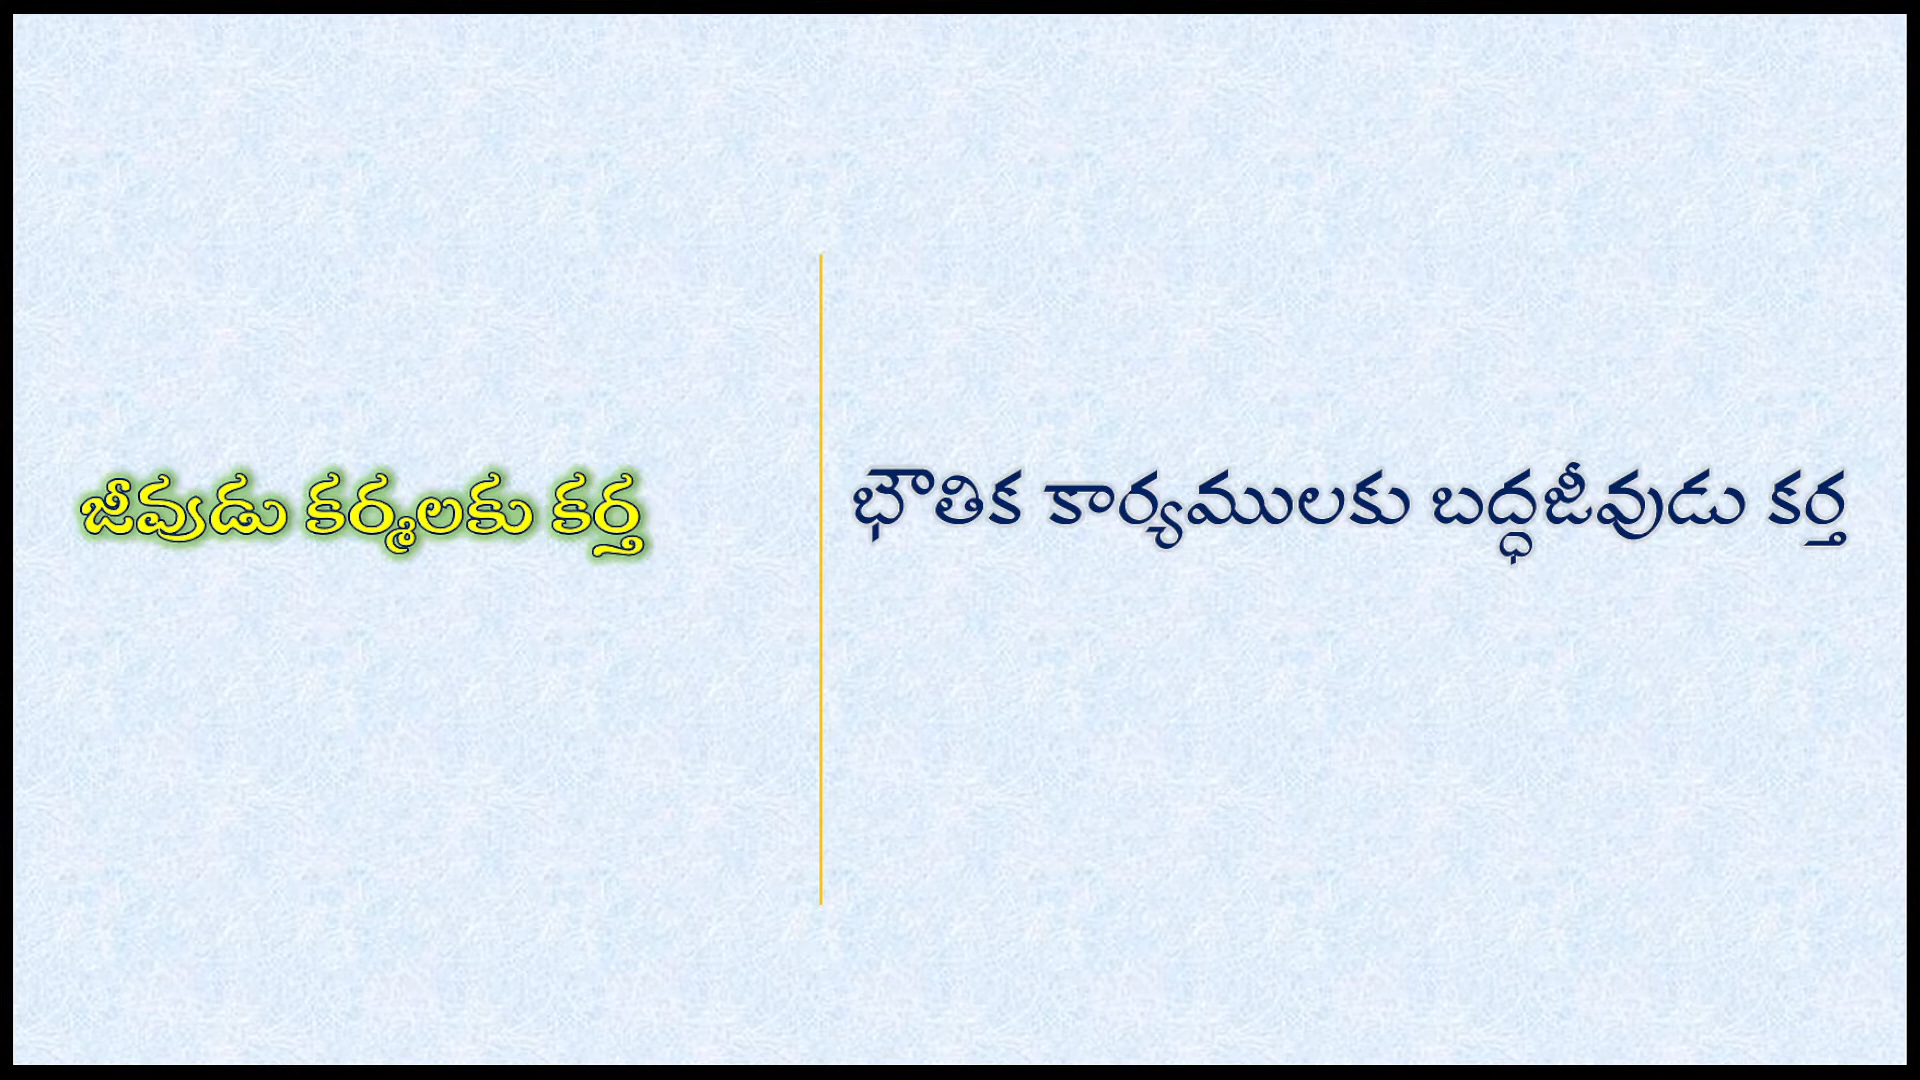 జీవుడు కర్మలకు కర్త
భౌతిక కార్యములకు బద్ధజీవుడు కర్త